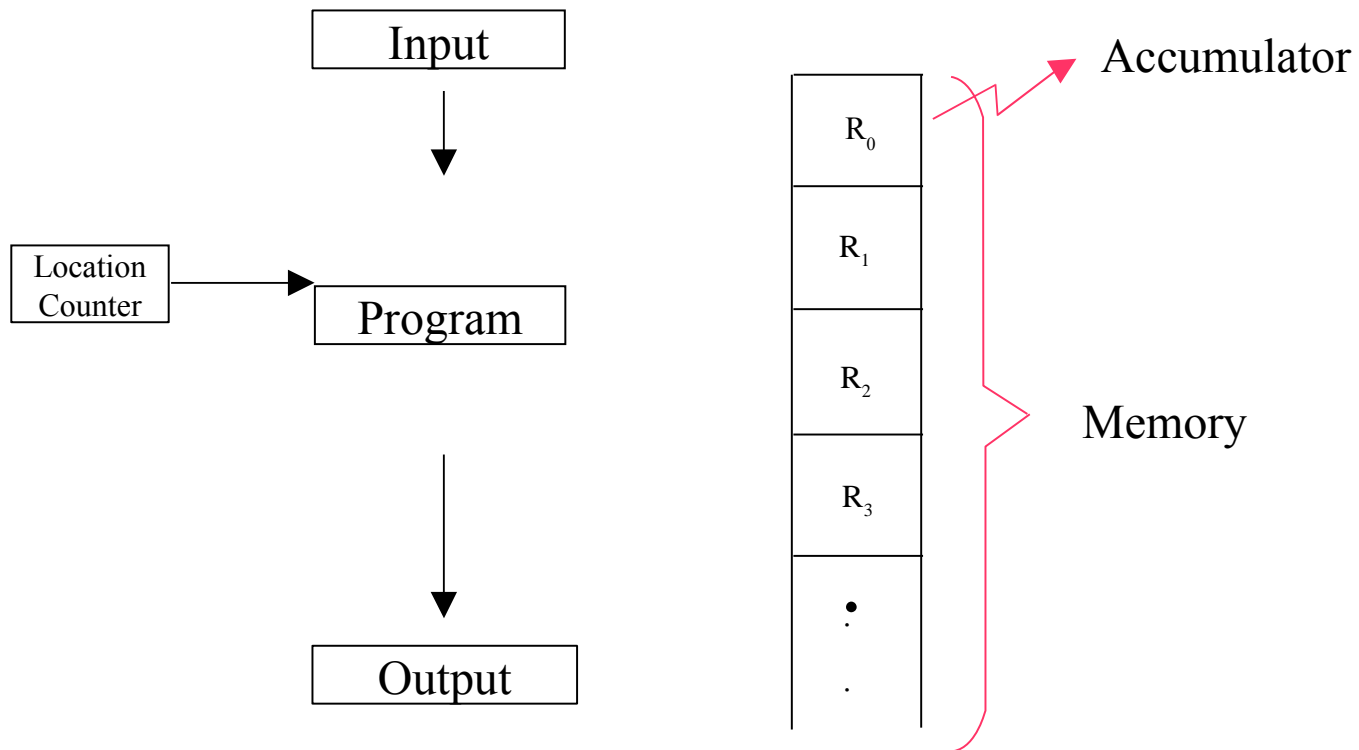 Input
Accumulator
R₀
R₁
Location
Counter
Program
R₂
Memory
R₃
Output